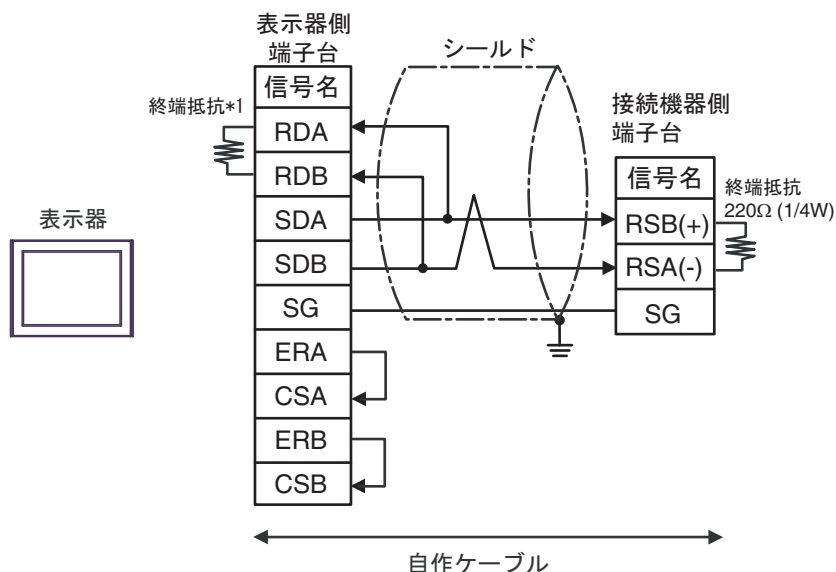 表示器側
端子台
シールド
信号名
終端抵抗*1
RDA
RDB
SDA
SDB
SG
ERA
CSA
ERB
CSB
表示器
接続機器側
端子台
信号名
RSB(+)
RSA(-)
SG
終端抵抗
220Ω (1/4W)
自作ケーブル